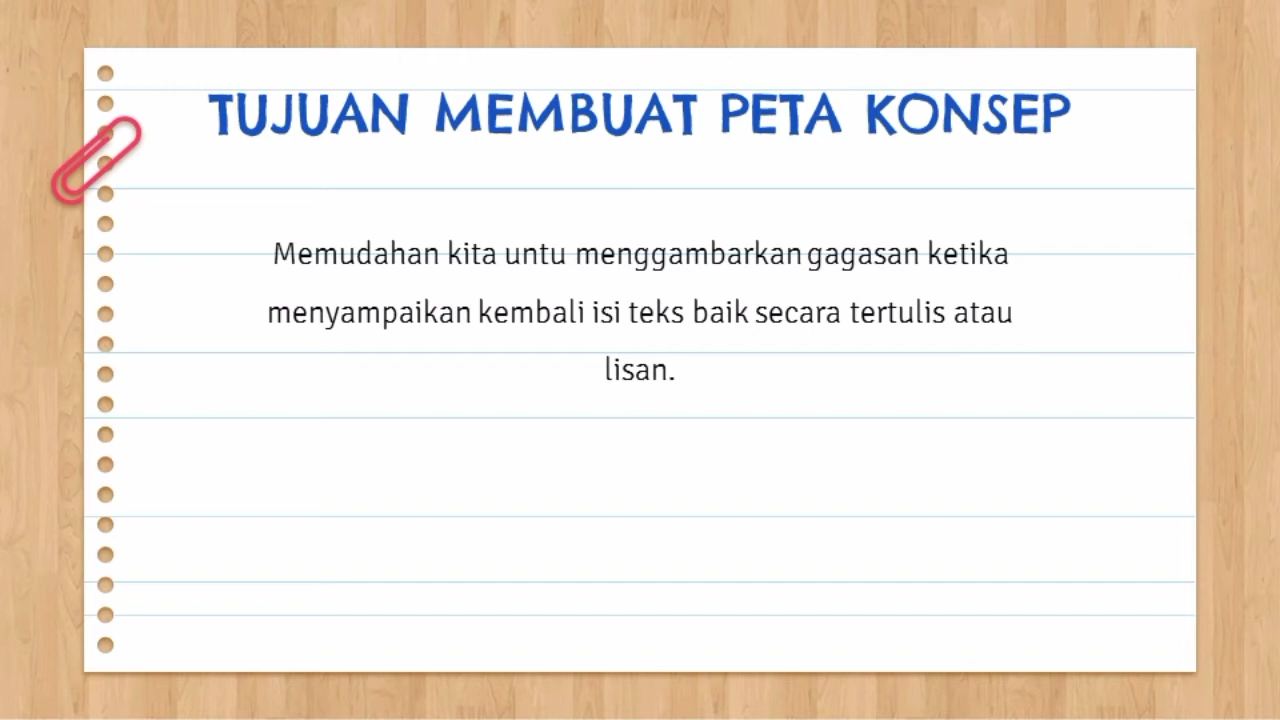 TUJUAN MEMBUAT PETA KONSEP
Memudahan kita untu menggambarkan gagasan ketika
menyampaikan kembali isi teks baik secara tertulis atau
lisan.